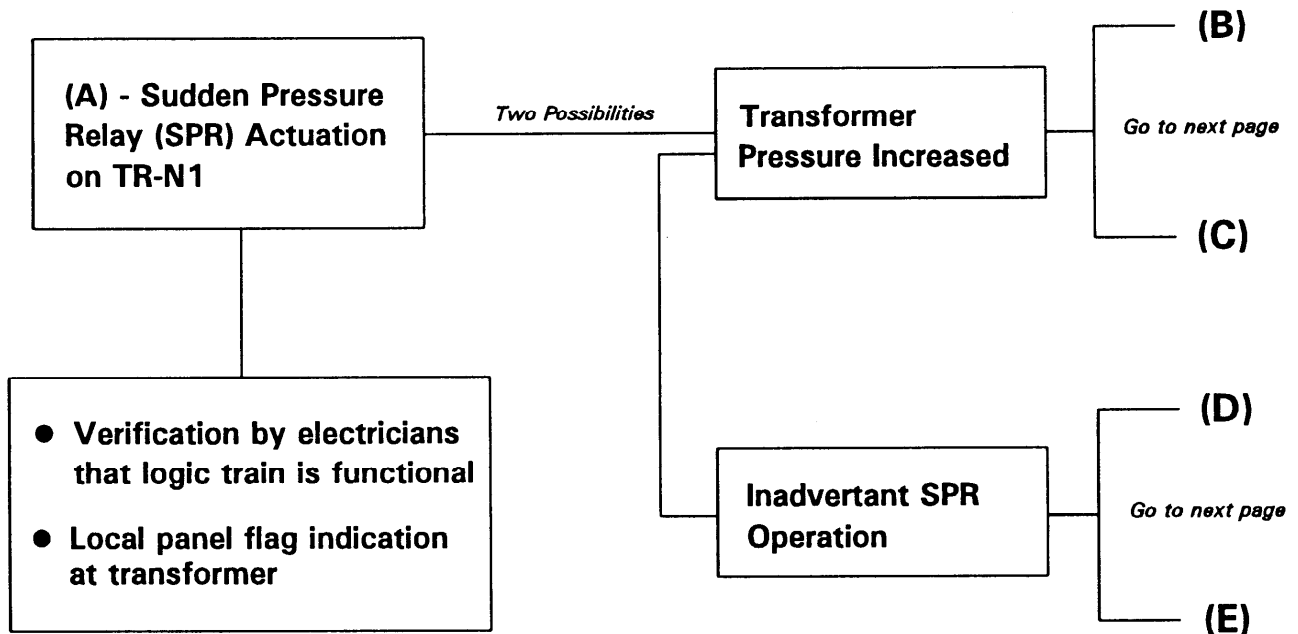 (A) - Sudden Pressure
Relay (SPR) Actuation
on TR-N1
Two Possibilities
Transformer
Pressure Increased
(B)
Go to next page
(C)
● Verification by electricians
that logic train is functional
● Local panel flag indication
at transformer
Inadvertant SPR
Operation
(D)
Go to next page
(E)